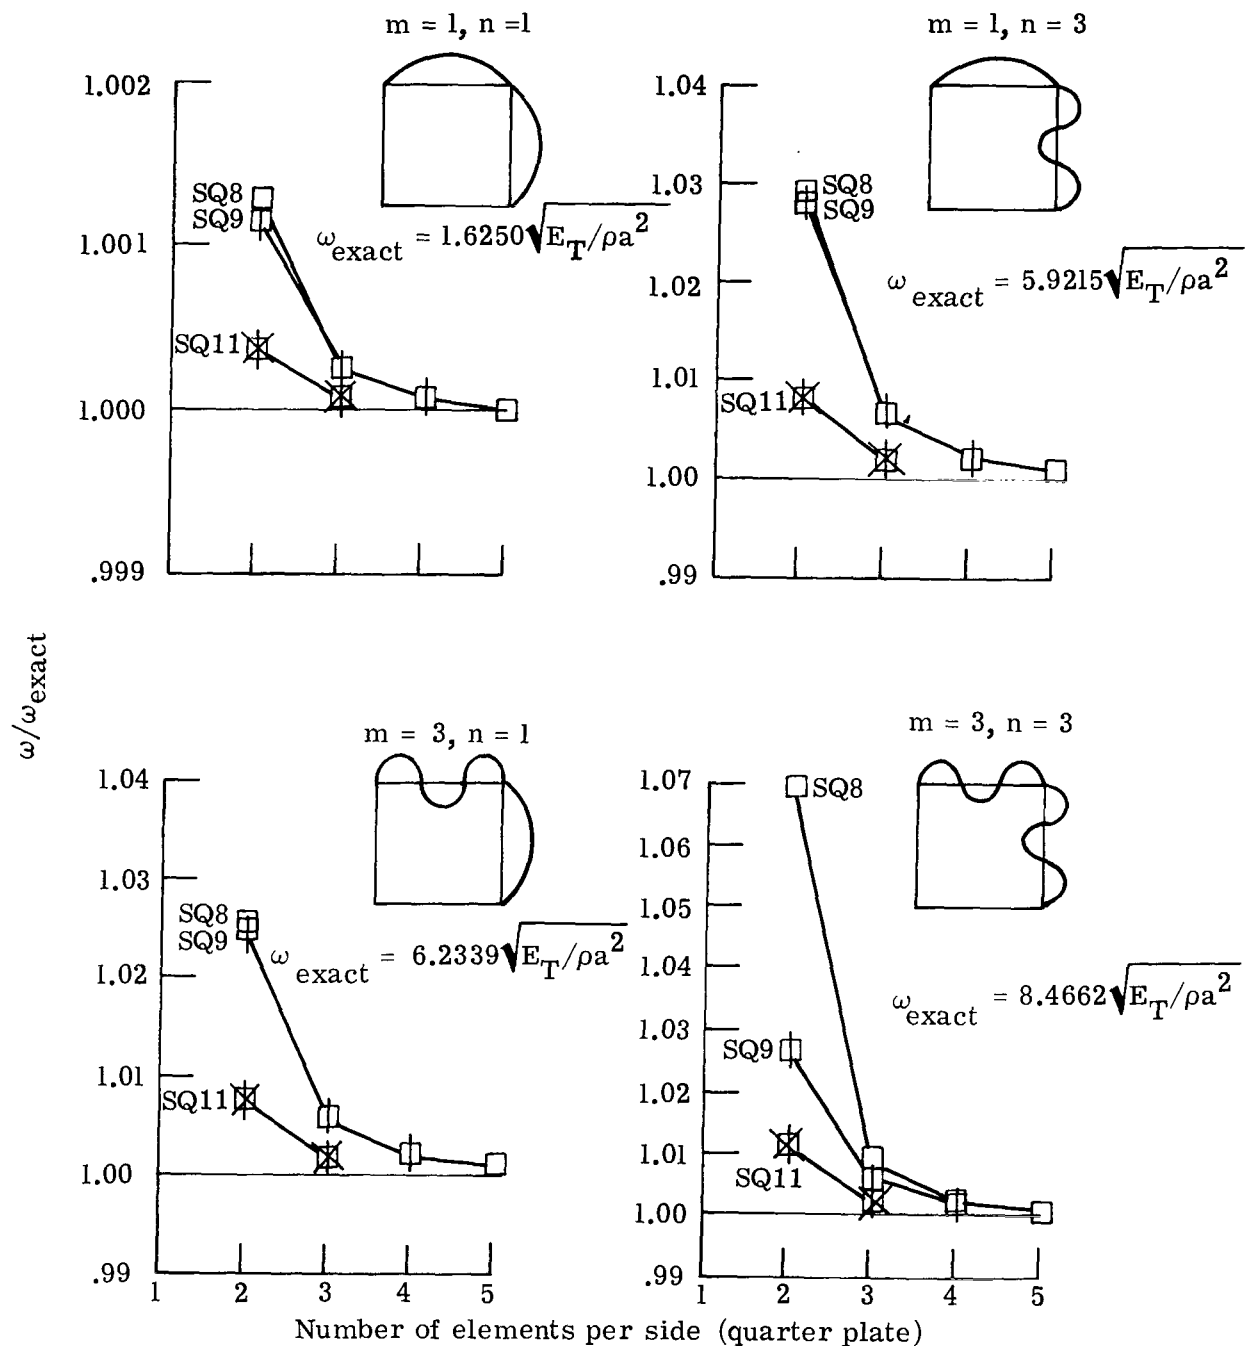 m = 1, n =1
1.002
SQ8
SQ9
1.001
ω_exact = 1.6250√E_T/ρa²
SQ11
1.000
.999
m = 1, n = 3
1.04
1.03
SQ8
SQ9
1.02
ω_exact = 5.9215√E_T/ρa²
1.01
SQ11
1.00
.99
ω/ω_exact
m = 3, n = 1
1.04
1.03
SQ8
SQ9
ω_exact = 6.2339√E_T/ρa²
1.02
1.01
SQ11
1.00
.99
1 2 3 4 5
m = 3, n = 3
1.07
SQ8
1.06
1.05
1.04
ω_exact = 8.4662√E_T/ρa²
1.03
SQ9
1.02
1.01
SQ11
1.00
.99
1 2 3 4 5
Number of elements per side (quarter plate)